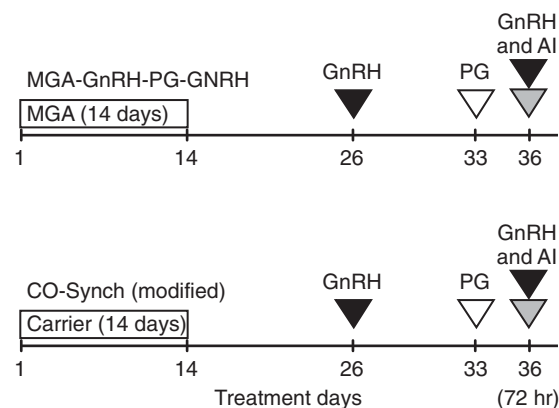 GnRH
and AI
MGA-GnRH-PG-GNRH
GnRH
PG
MGA (14 days)
1 14 26 33 36
GnRH
and AI
CO-Synch (modified)
GnRH
PG
Carrier (14 days)
1 14 26 33 36
Treatment days (72 hr)